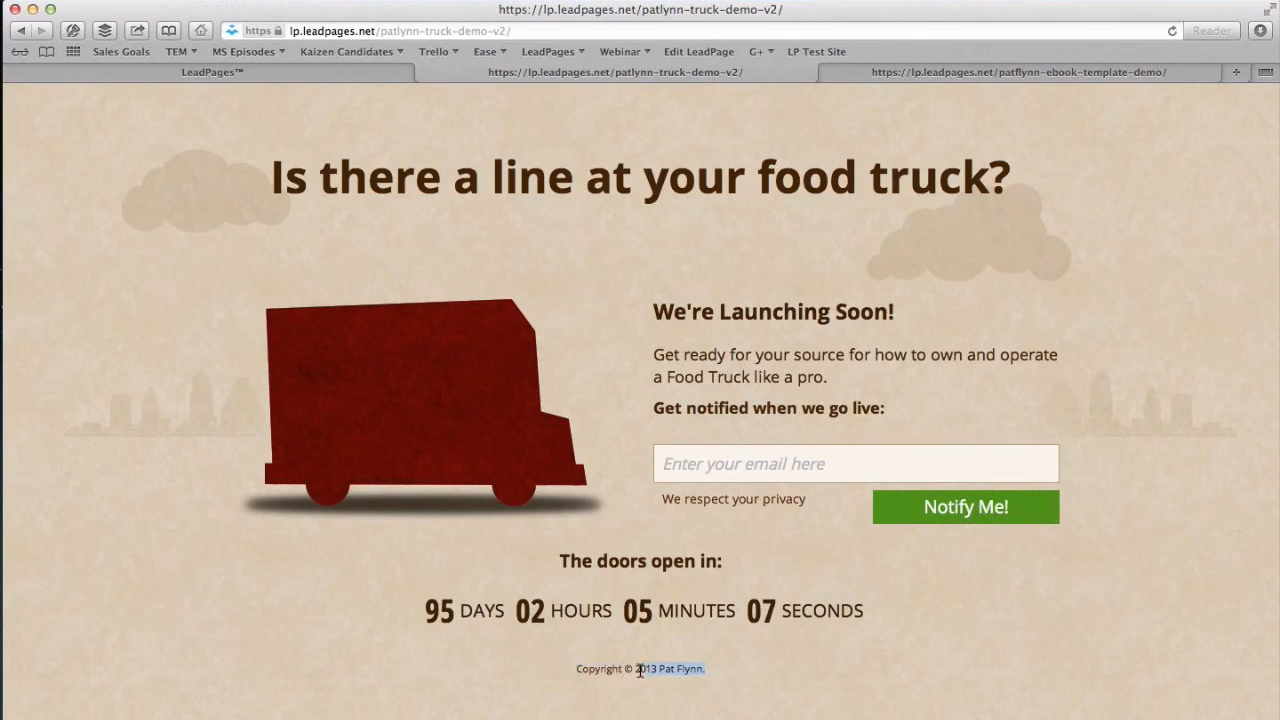 https://lp.leadpages.net/patlynn-truck-demo-v2/
https lp.leadpages.net/patlynn-truck-demo-v2/ Reader
Sales Goals TEM MS Episodes Kaizen Candidates Trello Ease LeadPages Webinar Edit LeadPage G+ LP Test Site
LeadPages™ https://lp.leadpages.net/patlynn-truck-demo-v2/ https://lp.leadpages.net/patflynn-ebook-template-demo/
Is there a line at your food truck?
We're Launching Soon!
Get ready for your source for how to own and operate
a Food Truck like a pro.
Get notified when we go live:
Enter your email here
We respect your privacy Notify Me!
The doors open in:
95 DAYS 02 HOURS 05 MINUTES 07 SECONDS
Copyright © 2013 Pat Flynn.